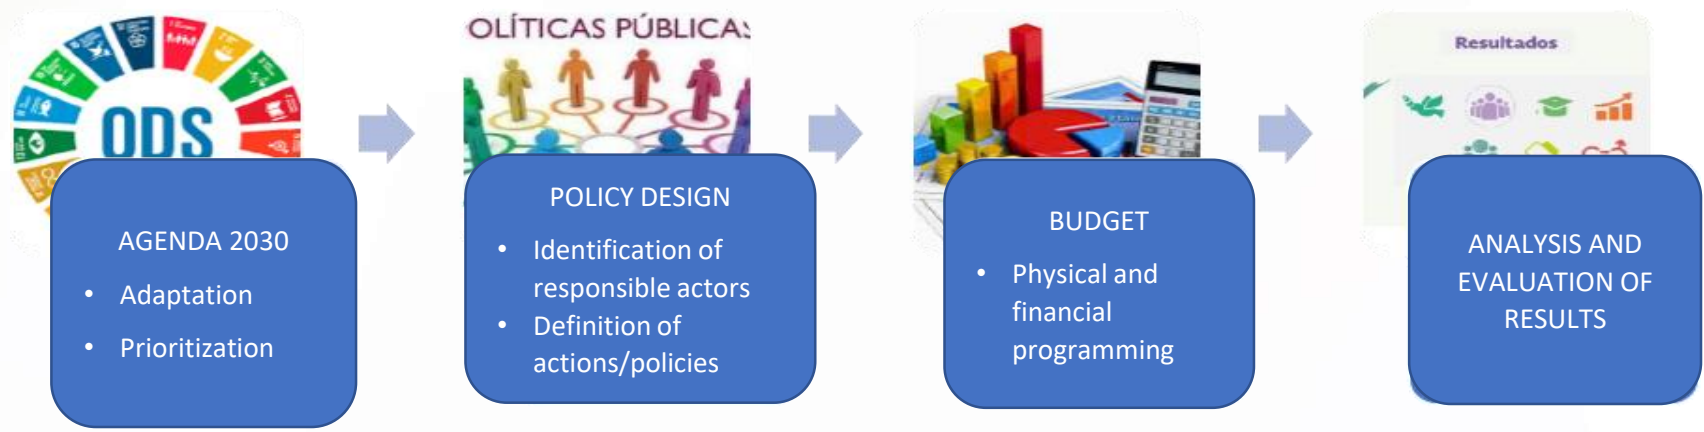 ODS
AGENDA 2030
• Adaptation
• Prioritization
OLÍTICAS PÚBLICA
POLICY DESIGN
• Identification of
responsible actors
• Definition of
actions/policies
BUDGET
• Physical and
financial
programming
Resultados
ANALYSIS AND
EVALUATION OF
RESULTS